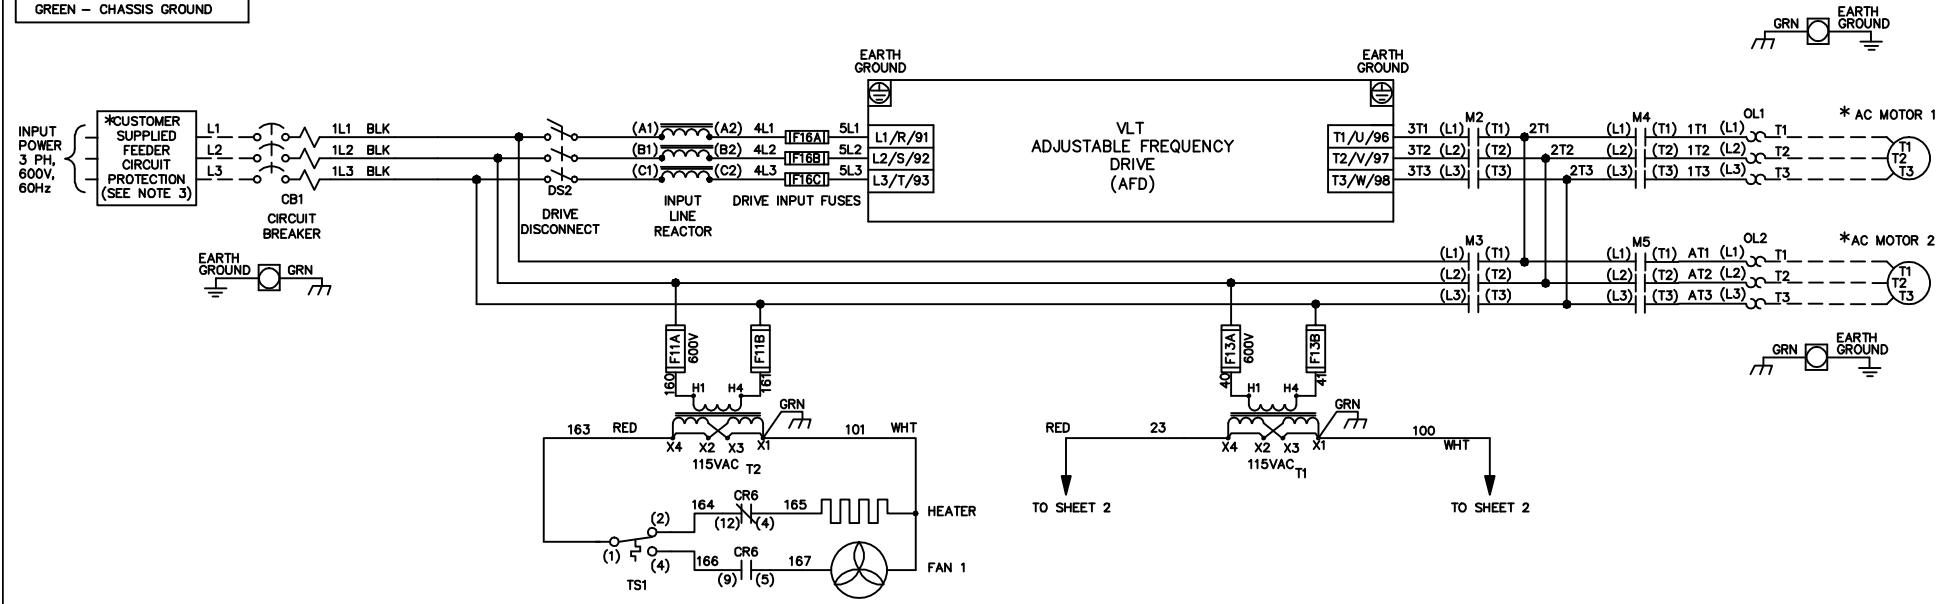 GREEN – CHASSIS GROUND
EARTH
GROUND
GRN
EARTH
GROUND
EARTH
GROUND
INPUT
POWER
3 PH,
600V,
60Hz
*CUSTOMER
SUPPLIED
FEEDER
CIRCUIT
PROTECTION
(SEE NOTE 3)
L1
L2
L3
CB1
CIRCUIT
BREAKER
1L1 BLK
1L2 BLK
1L3 BLK
DS2
DRIVE
DISCONNECT
(A1) (A2) 4L1 F16A 5L1
(B1) (B2) 4L2 F16B 5L2
(C1) (C2) 4L3 F16C 5L3
INPUT
LINE
REACTOR
DRIVE INPUT FUSES
L1/R/91
L2/S/92
L3/T/93
VLT
ADJUSTABLE FREQUENCY
DRIVE
(AFD)
T1/U/96
T2/V/97
T3/W/98
M2
3T1 (L1) (T1) 2T1
3T2 (L2) (T2) 2T2
3T3 (L3) (T3) 2T3
M4
(L1) (T1) 1T1 (L1) T1
(L2) (T2) 1T2 (L2) T2
(L3) (T3) 1T3 (L3) T3
OL1
* AC MOTOR 1
T1
T2
T3
EARTH
GROUND
GRN
M3
(L1) (T1)
(L2) (T2)
(L3) (T3)
M5
(L1) (T1) AT1 (L1) T1
(L2) (T2) AT2 (L2) T2
(L3) (T3) AT3 (L3) T3
OL2
*AC MOTOR 2
T1
T2
T3
GRN
EARTH
GROUND
F11A
600V
F11B
160
161
H1 H4
GRN
163 RED
101 WHT
X4 X2 X3 X1
115VAC T2
F13A
600V
F13B
40
41
H1 H4
GRN
RED 23
100
WHT
X4 X2 X3 X1
115VAC T1
TO SHEET 2
TO SHEET 2
CR6
164 165
(2) (12) (4)
HEATER
(1)
(4)
TS1
CR6
166 167
(9) (5)
FAN 1